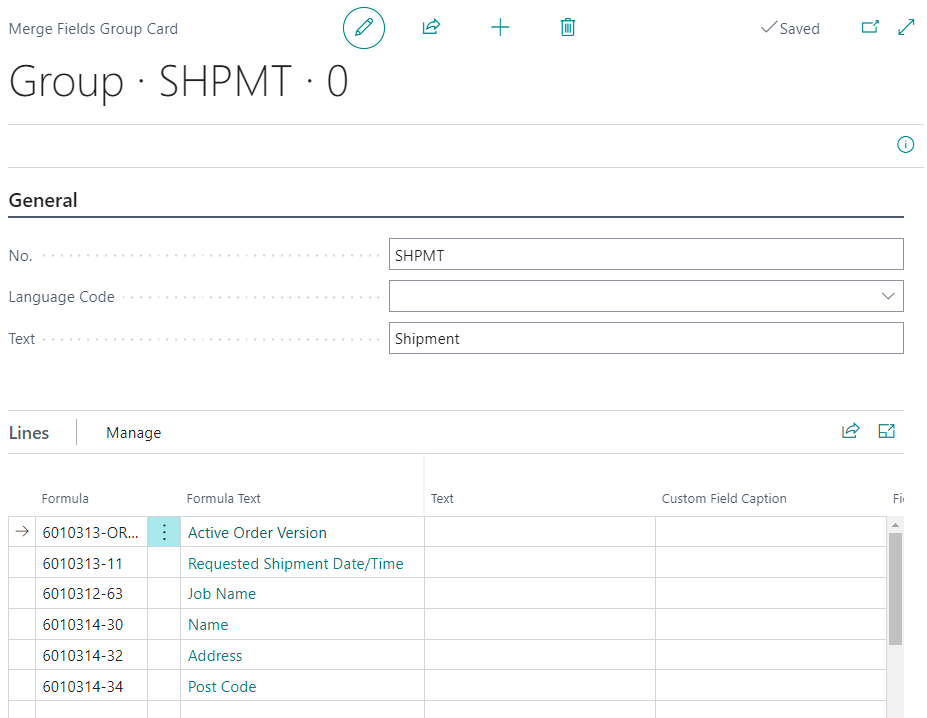 Merge Fields Group Card
Saved
Group · SHPMT · 0
General
No. SHPMT
Language Code
Text Shipment
Lines Manage
Formula Formula Text Text Custom Field Caption
6010313-OR... Active Order Version
6010313-11 Requested Shipment Date/Time
6010312-63 Job Name
6010314-30 Name
6010314-32 Address
6010314-34 Post Code